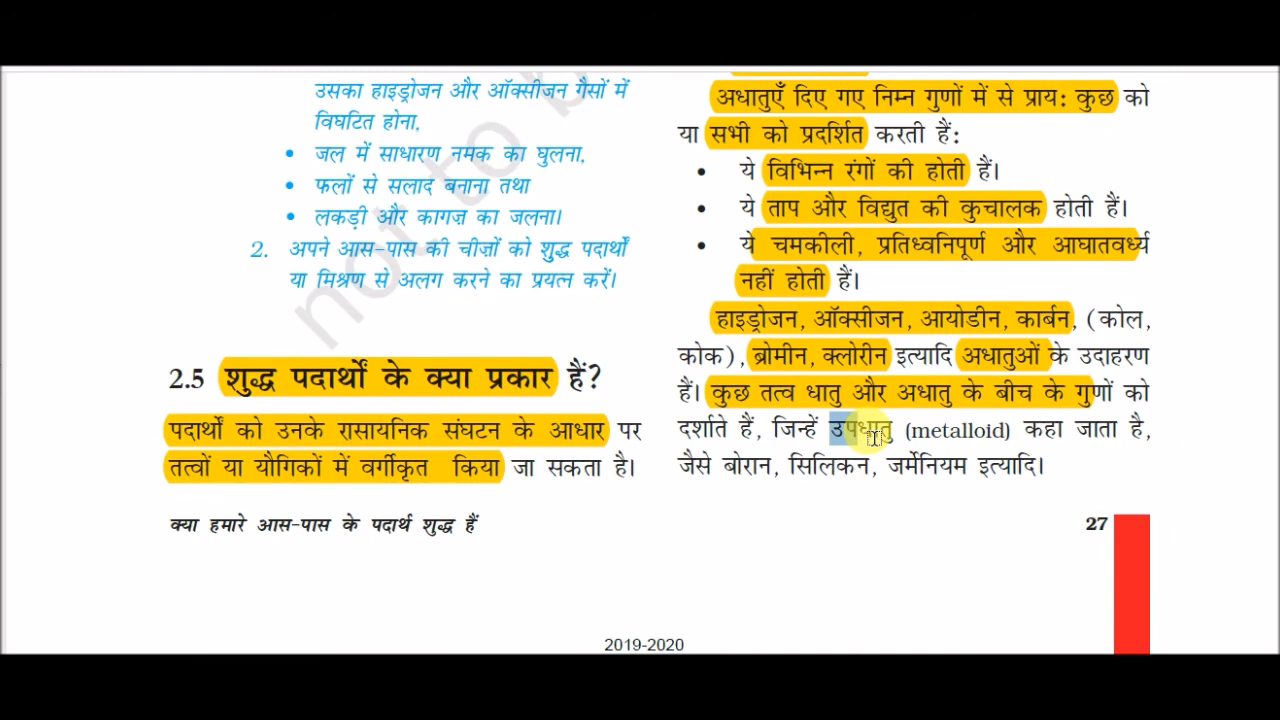 उसका हाइड्रोजन और ऑक्सीजन गैसों में
विघटित होना,
• जल में साधारण नमक का घुलना,
• फलों से सलाद बनाना तथा
• लकड़ी और कागज़ का जलना।
2. अपने आस-पास की चीज़ों को शुद्ध पदार्थों
या मिश्रण से अलग करने का प्रयत्न करें।
not to b
2.5 शुद्ध पदार्थों के क्या प्रकार हैं?
पदार्थों को उनके रासायनिक संघटन के आधार पर
तत्वों या यौगिकों में वर्गीकृत किया जा सकता है।
अधातुएँ दिए गए निम्न गुणों में से प्राय: कुछ को
या सभी को प्रदर्शित करती हैं:
• ये विभिन्न रंगों की होती हैं।
• ये ताप और विद्युत की कुचालक होती हैं।
• ये चमकीली, प्रतिध्वनिपूर्ण और आघातवर्ध्य
नहीं होती हैं।
हाइड्रोजन, ऑक्सीजन, आयोडीन, कार्बन, (कोल,
कोक), ब्रोमीन, क्लोरीन इत्यादि अधातुओं के उदाहरण
हैं। कुछ तत्व धातु और अधातु के बीच के गुणों को
दर्शाते हैं, जिन्हें उपधातु (metalloid) कहा जाता है,
जैसे बोरान, सिलिकन, जर्मेनियम इत्यादि।
क्या हमारे आस-पास के पदार्थ शुद्ध हैं
27
2019-2020